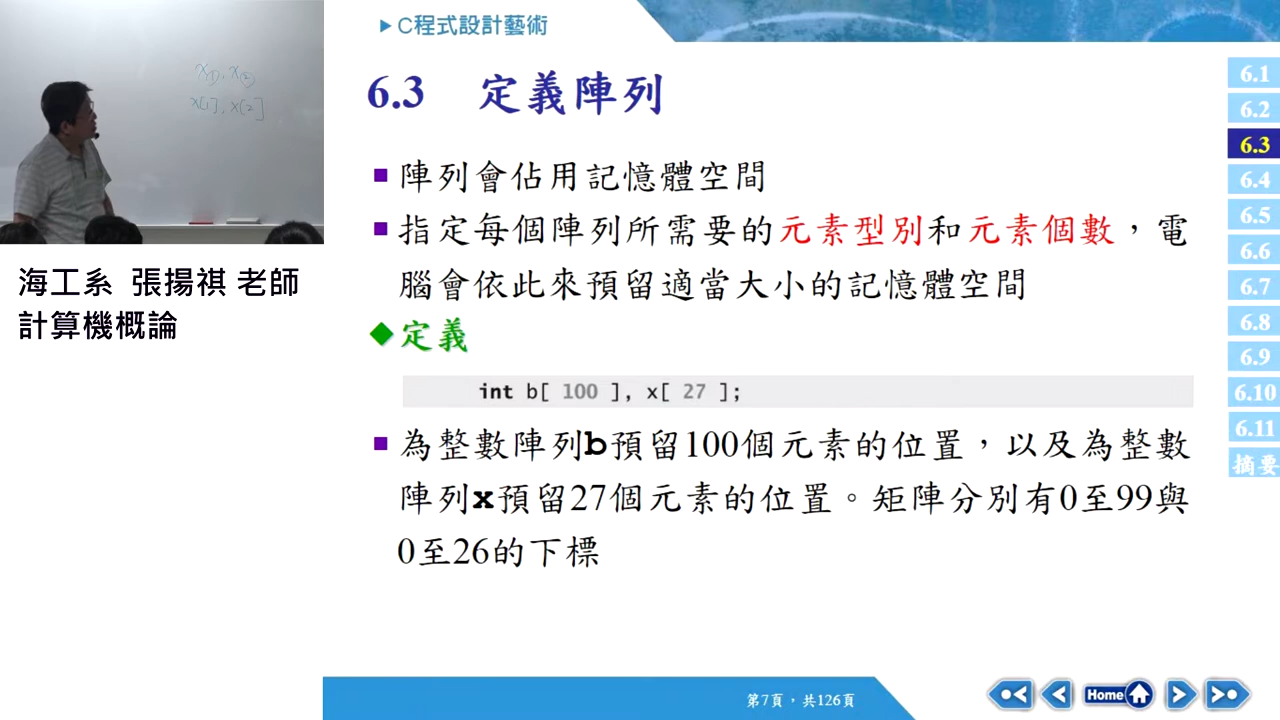 C程式設計藝術
6.3 定義陣列
陣列會佔用記憶體空間
指定每個陣列所需要的元素型別和元素個數，電
腦會依此來預留適當大小的記憶體空間
定義
int b[ 100 ], x[ 27 ];
為整數陣列b預留100個元素的位置，以及為整數
陣列x預留27個元素的位置。矩陣分別有0至99與
0至26的下標
海工系 張揚祺 老師
計算機概論
X①, X②
X[1], X[2]
6.1
6.2
6.3
6.4
6.5
6.6
6.7
6.8
6.9
6.10
6.11
摘要
第7頁，共126頁
Home